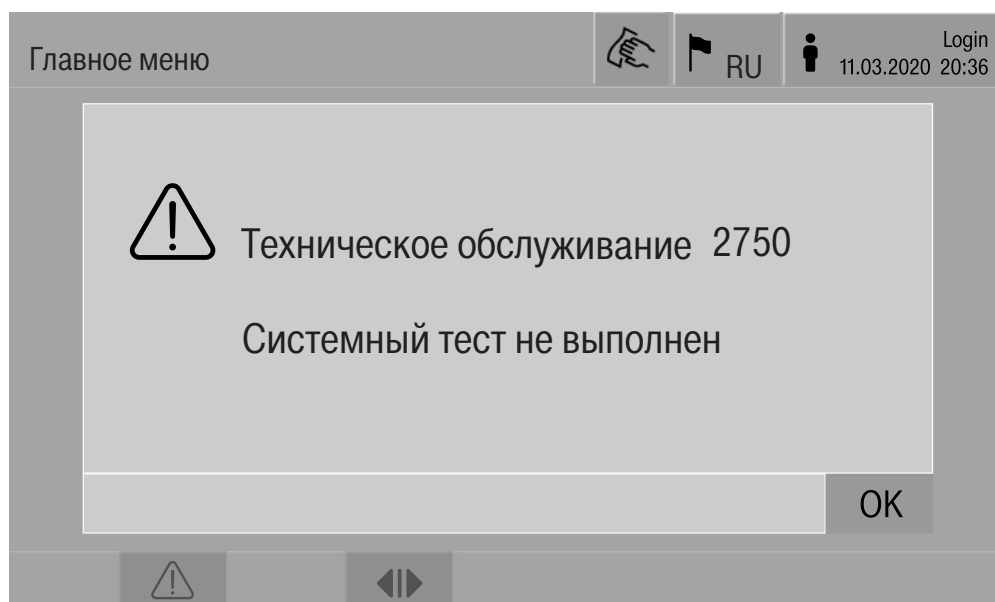 Главное меню
RU
Login
11.03.2020 20:36
Техническое обслуживание 2750
Системный тест не выполнен
OK